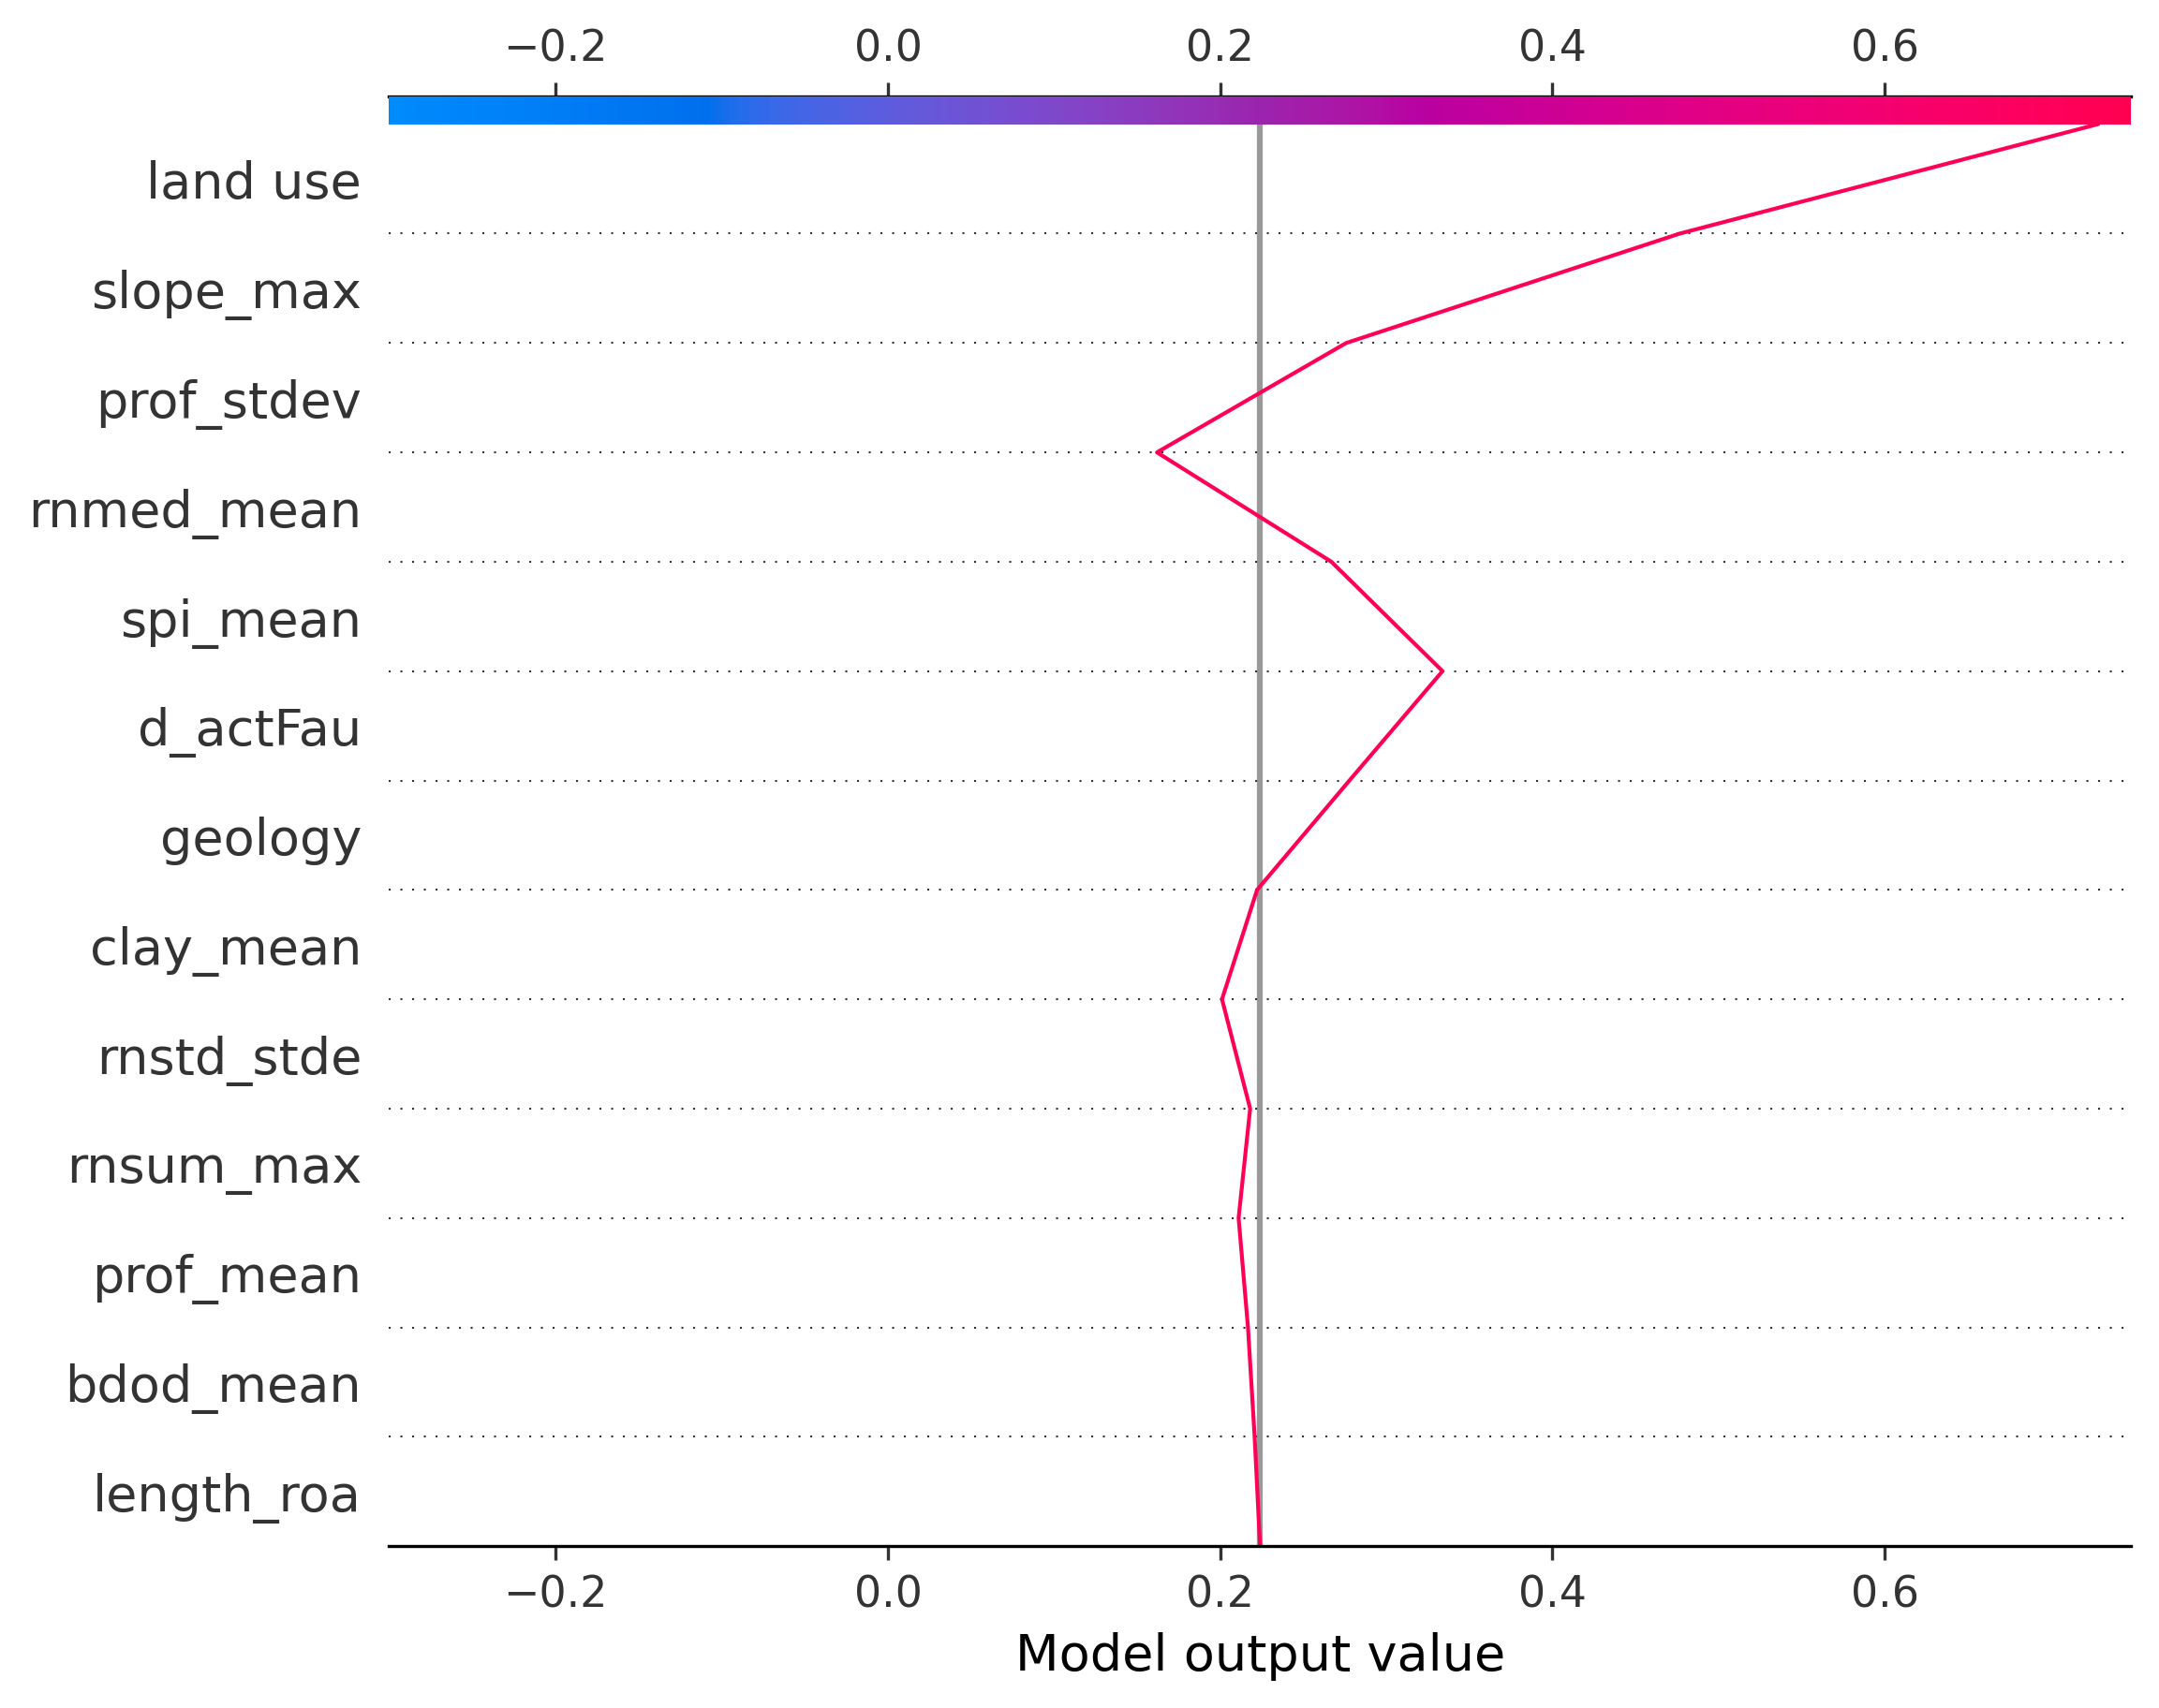 −0.2 0.0 0.2 0.4 0.6
land use
slope_max
prof_stdev
rnmed_mean
spi_mean
d_actFau
geology
clay_mean
rnstd_stde
rnsum_max
prof_mean
bdod_mean
length_roa
−0.2 0.0 0.2 0.4 0.6
Model output value